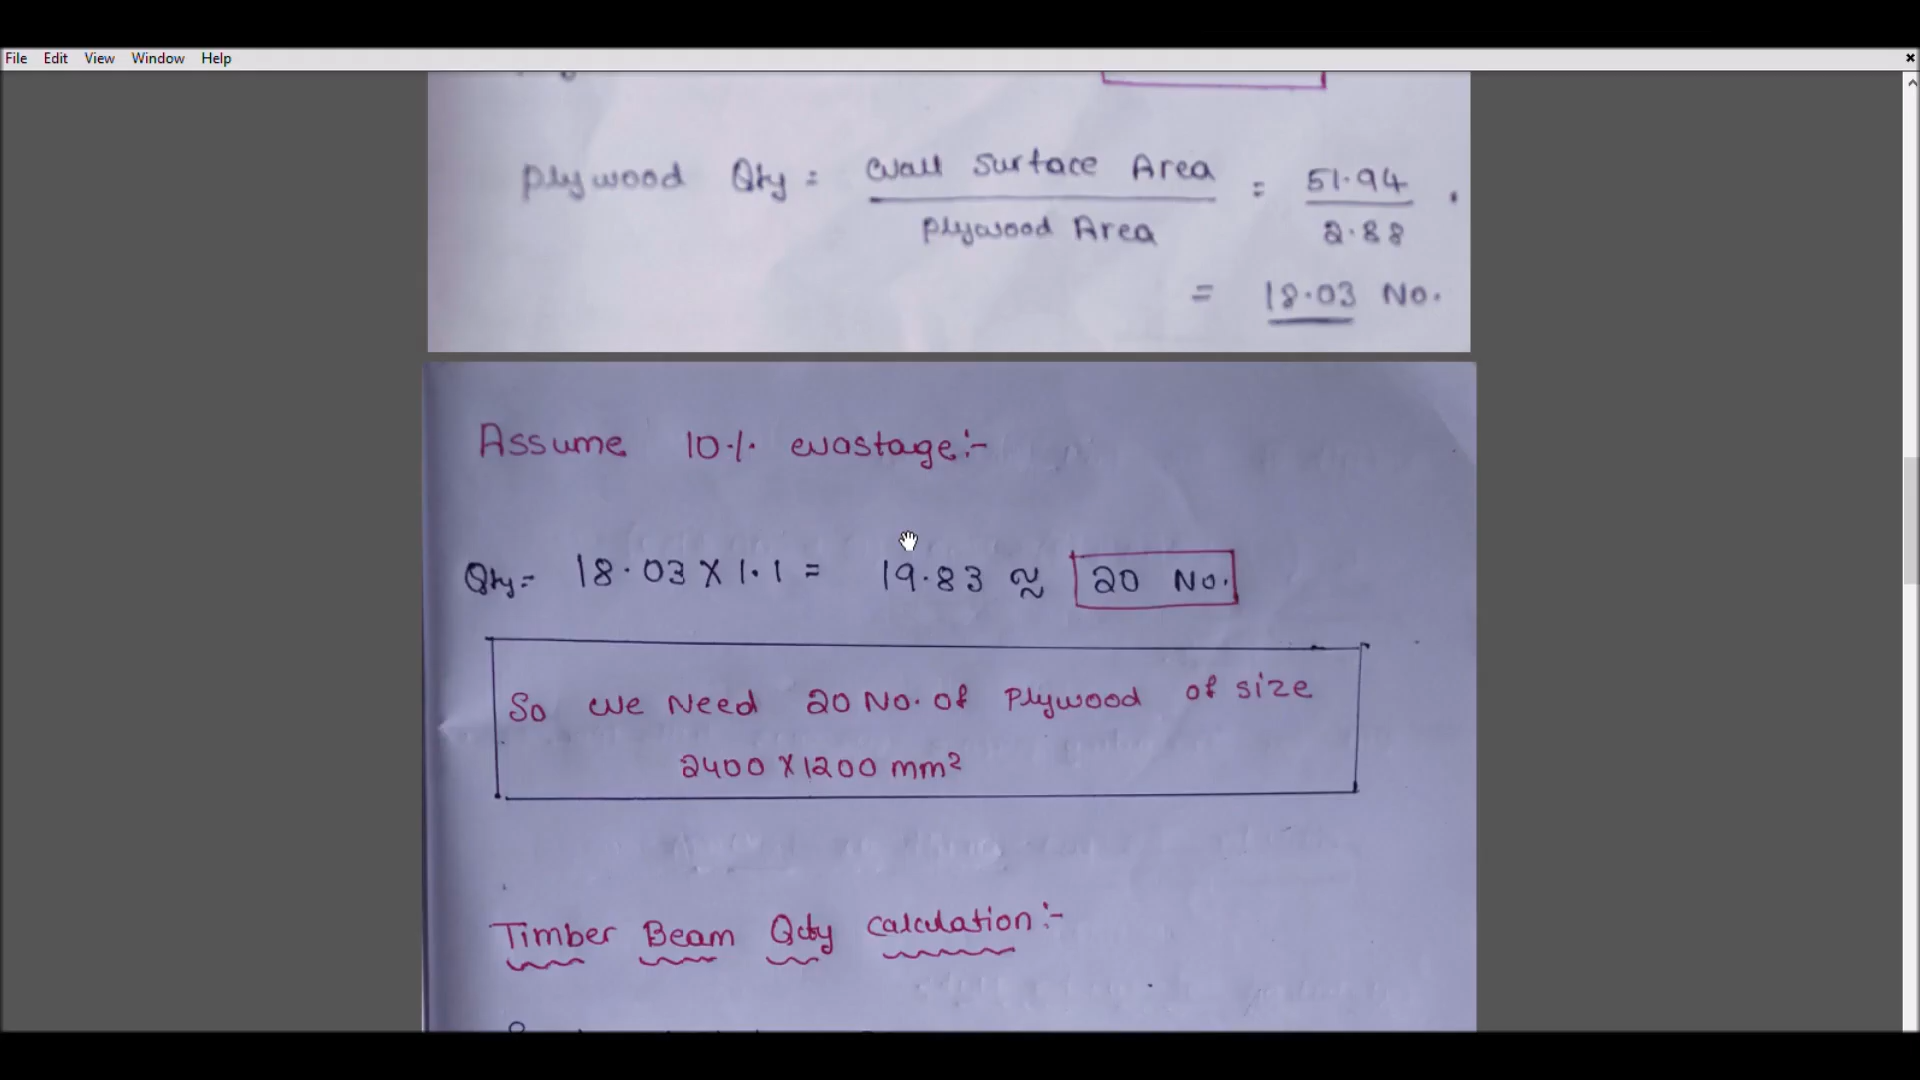 File Edit View Window Help
Plywood Qty = Wall Surface Area / Plywood Area = 51.94 / 2.88
= 18.03 No.
Assume 10% wastage:-
Qty = 18.03 X 1.1 = 19.83 ≈ 20 No.
So we Need 20 No. of Plywood of size
2400 X 1200 mm²
Timber Beam Qty Calculation:-